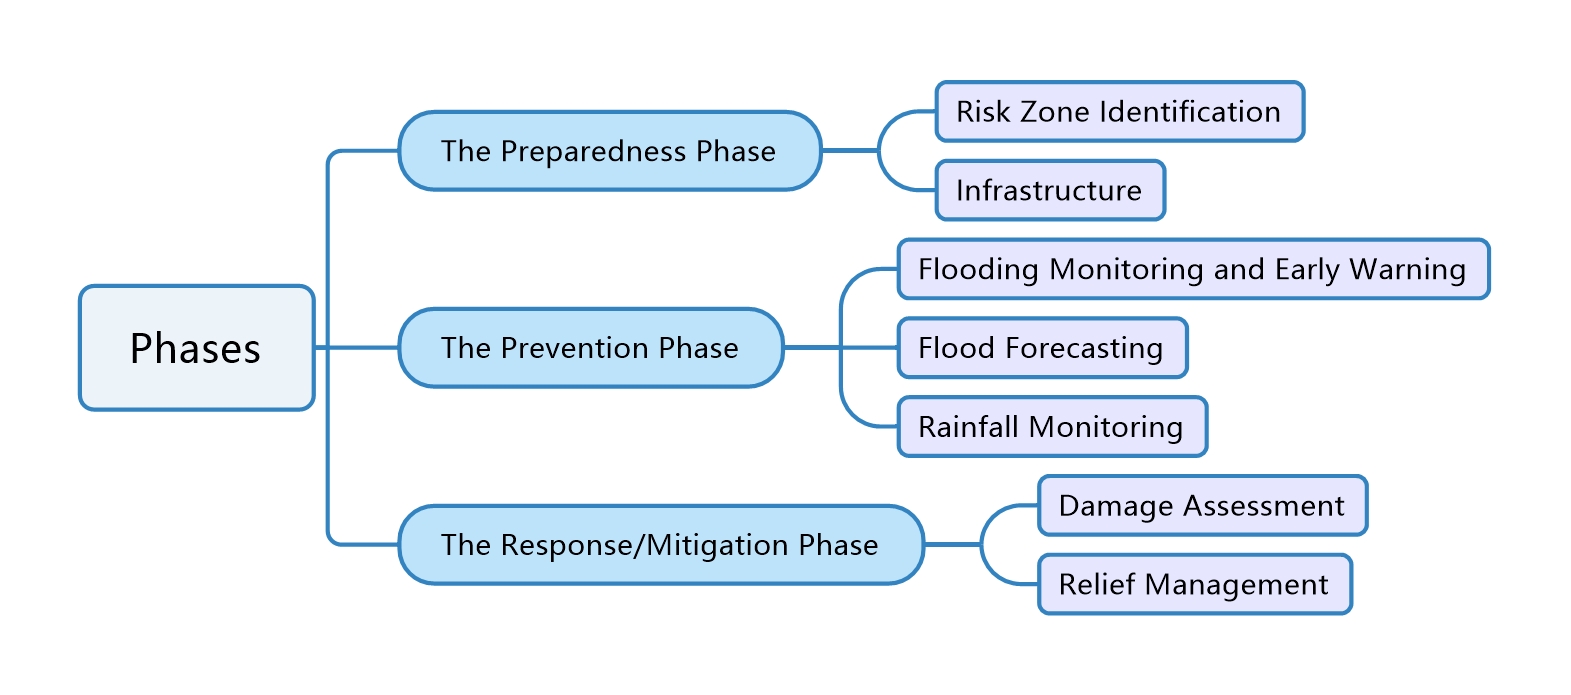 Phases
The Preparedness Phase
Risk Zone Identification
Infrastructure
The Prevention Phase
Flooding Monitoring and Early Warning
Flood Forecasting
Rainfall Monitoring
The Response/Mitigation Phase
Damage Assessment
Relief Management